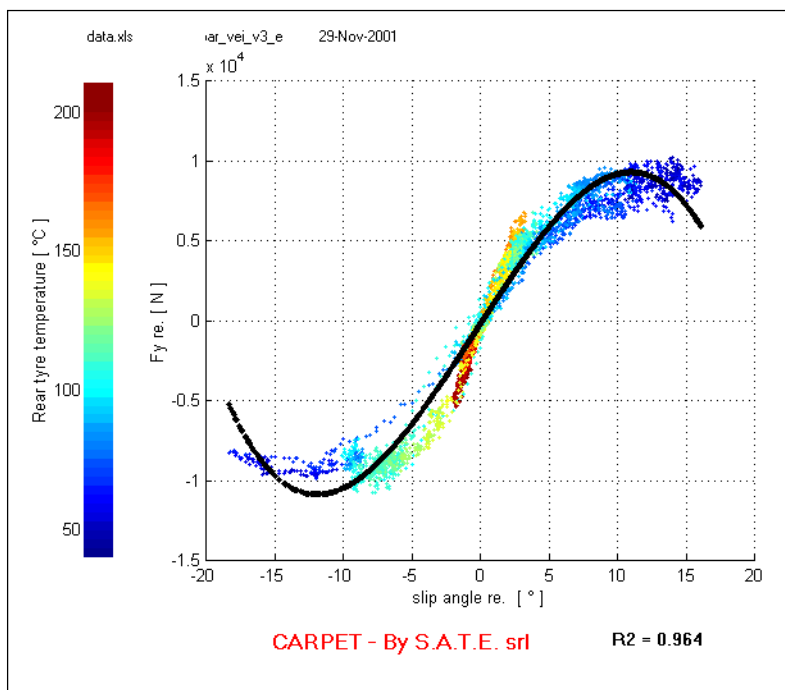 data.xls ıar_vei_v3_e 29-Nov-2001
x 10^4
1.5
1
0.5
0
-0.5
-1
-1.5
-20 -15 -10 -5 0 5 10 15 20
slip angle re. [ ° ]
Fy re. [ N ]
200
150
100
50
Rear tyre temperature [ °C ]
CARPET - By S.A.T.E. srl
R2 = 0.964